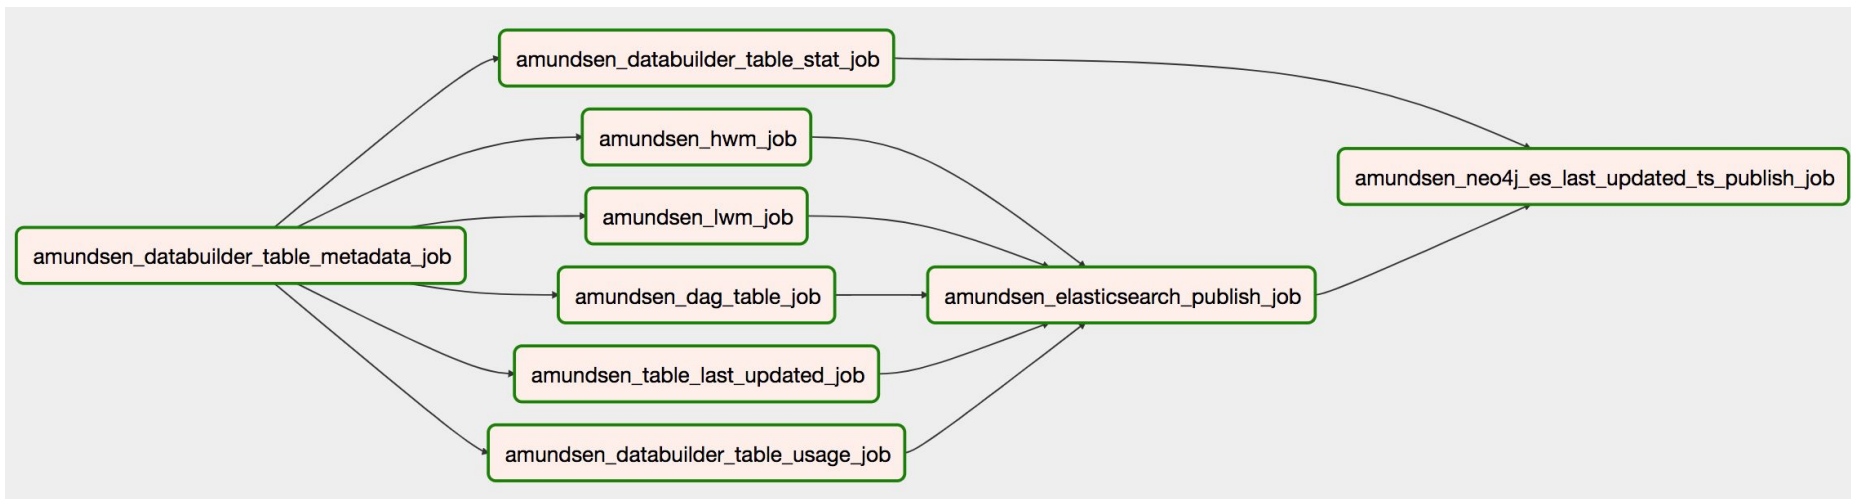 amundsen_databuilder_table_stat_job
amundsen_hwm_job
amundsen_neo4j_es_last_updated_ts_publish_job
amundsen_lwm_job
amundsen_databuilder_table_metadata_job
amundsen_dag_table_job
amundsen_elasticsearch_publish_job
amundsen_table_last_updated_job
amundsen_databuilder_table_usage_job